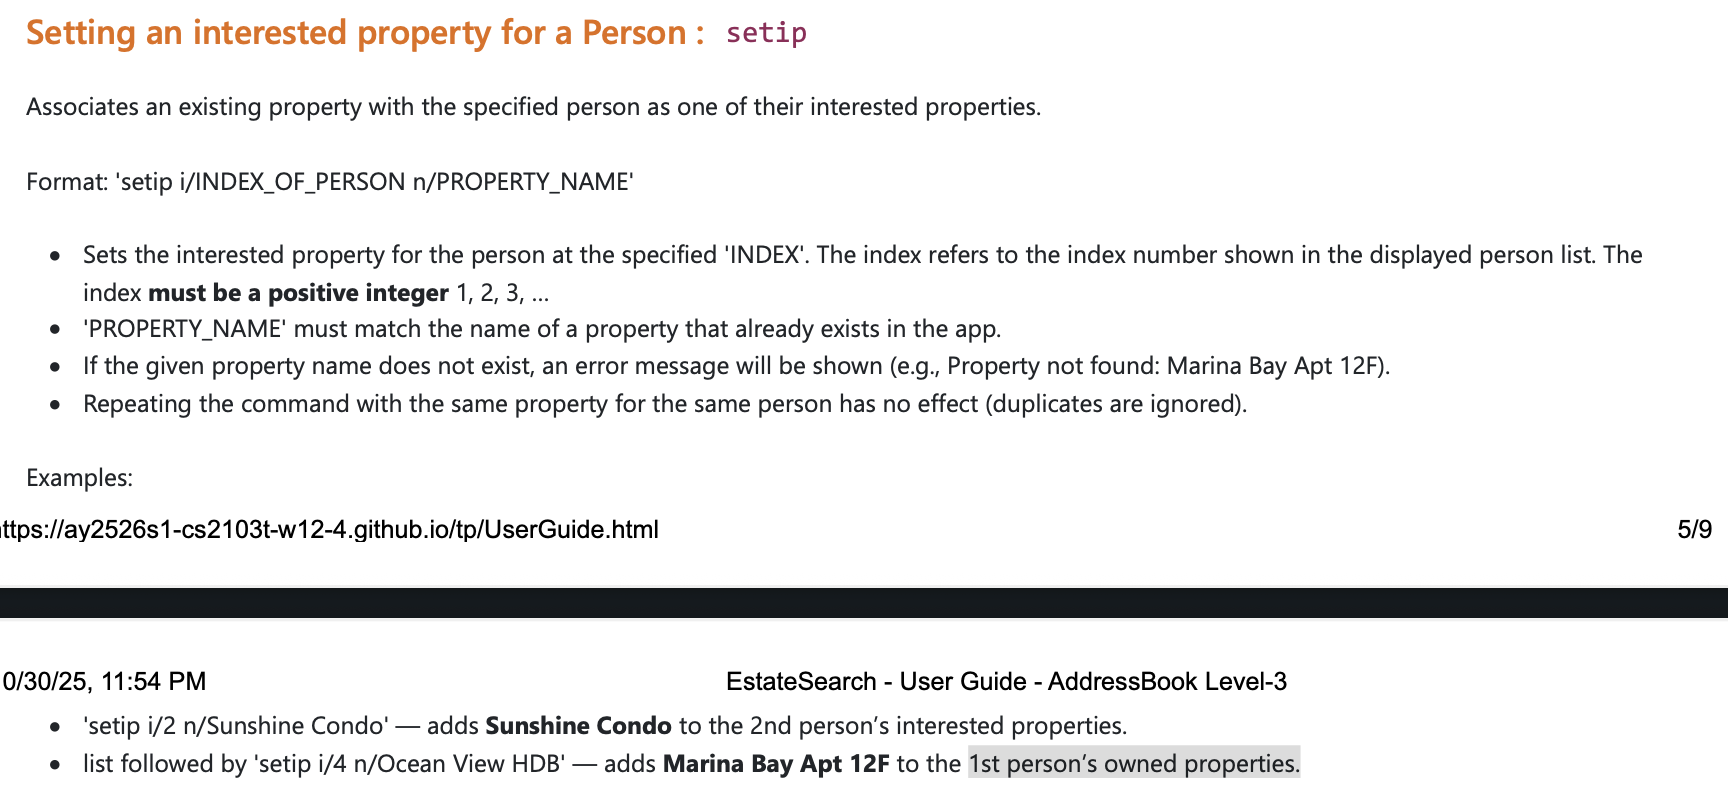 Setting an interested property for a Person : setip
Associates an existing property with the specified person as one of their interested properties.
Format: 'setip i/INDEX_OF_PERSON n/PROPERTY_NAME'
• Sets the interested property for the person at the specified 'INDEX'. The index refers to the index number shown in the displayed person list. The
index must be a positive integer 1, 2, 3, …
• 'PROPERTY_NAME' must match the name of a property that already exists in the app.
• If the given property name does not exist, an error message will be shown (e.g., Property not found: Marina Bay Apt 12F).
• Repeating the command with the same property for the same person has no effect (duplicates are ignored).
Examples:
ttps://ay2526s1-cs2103t-w12-4.github.io/tp/UserGuide.html 5/9
0/30/25, 11:54 PM EstateSearch - User Guide - AddressBook Level-3
• 'setip i/2 n/Sunshine Condo' — adds Sunshine Condo to the 2nd person’s interested properties.
• list followed by 'setip i/4 n/Ocean View HDB' — adds Marina Bay Apt 12F to the 1st person’s owned properties.